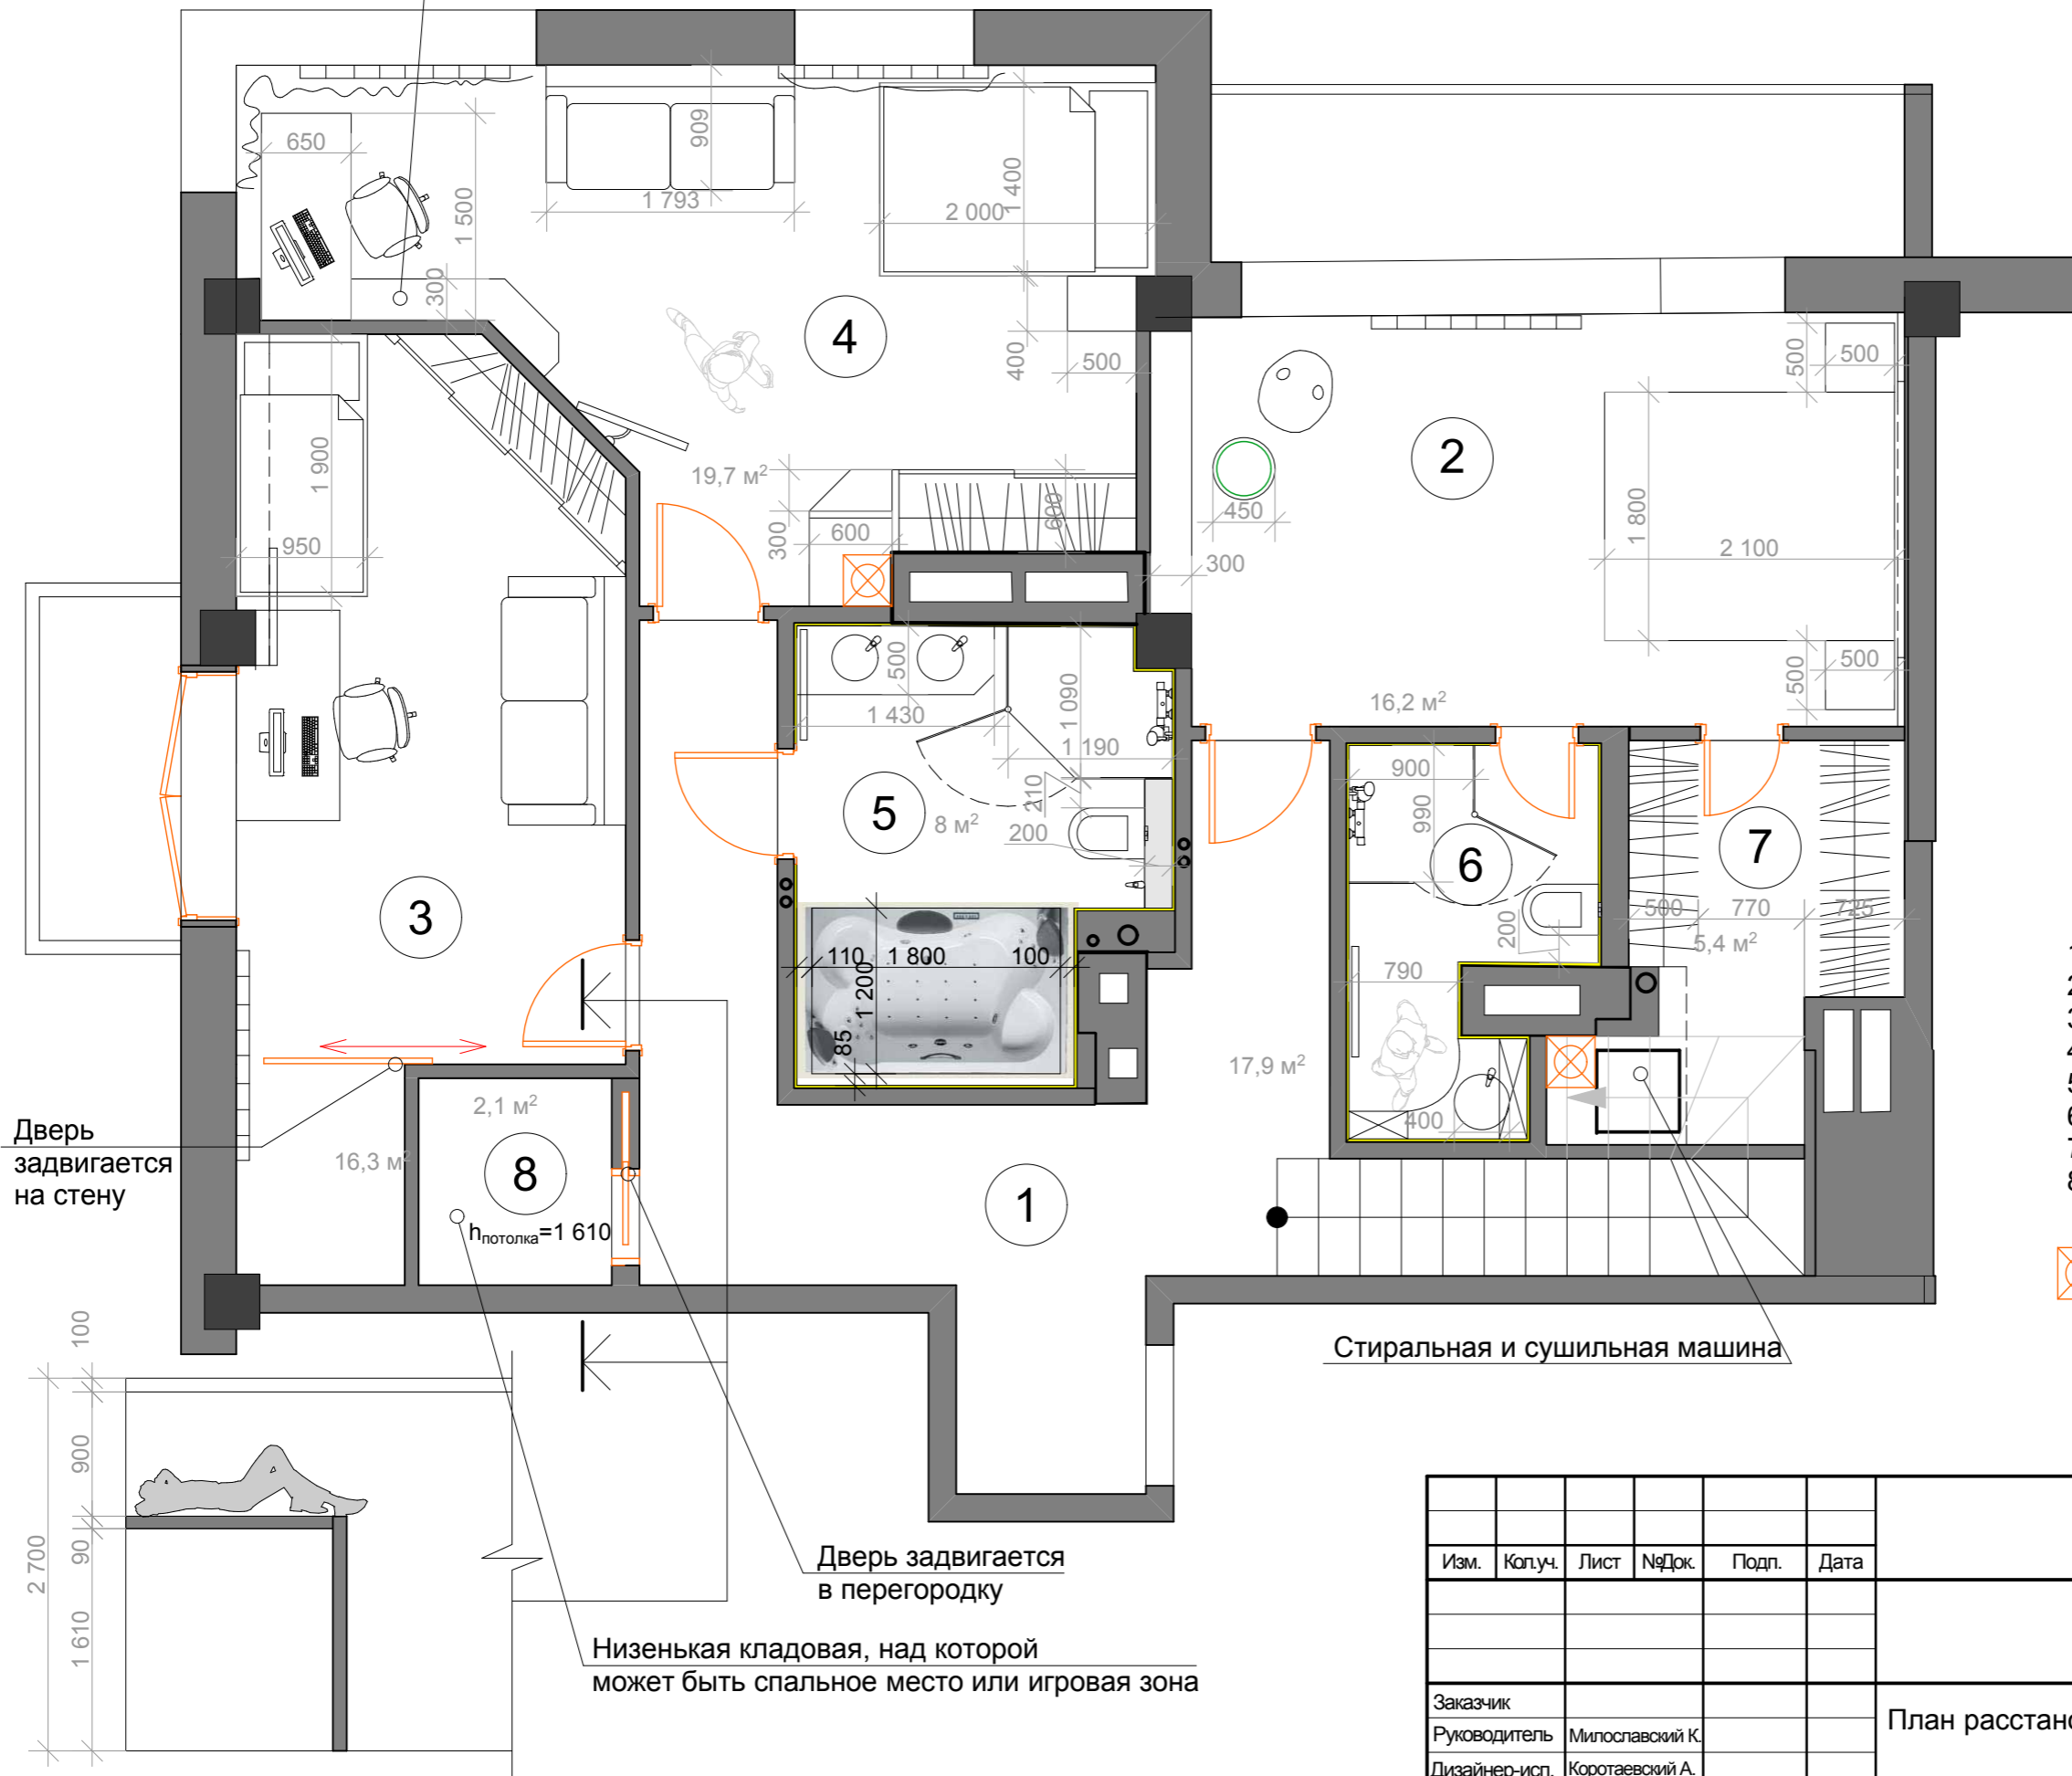 650
1 500
300
1 793
909
2 000
1 400
4
400
500
19,7 м²
300
600
600
1 900
950
500
500
2
1 800
2 100
450
300
500
500
16,2 м²
500
1 430
1 090
1 190
210
200
5
8 м²
110
1 800
100
1 200
85
3
900
990
6
200
790
400
7
500
770
725
5,4 м²
17,9 м²
Дверь
задвигается
на стену
16,3 м²
2,1 м²
8
hпотолка=1 610
1
Стиральная и сушильная машина
100
900
90
1 610
2 700
Дверь задвигается
в перегородку
Низенькая кладовая, над которой
может быть спальное место или игровая зона
Изм. Кол.уч. Лист №Док. Подп. Дата
Заказчик
Руководитель Милославский К.
Дизайнер-исп. Коротаевский А.
План